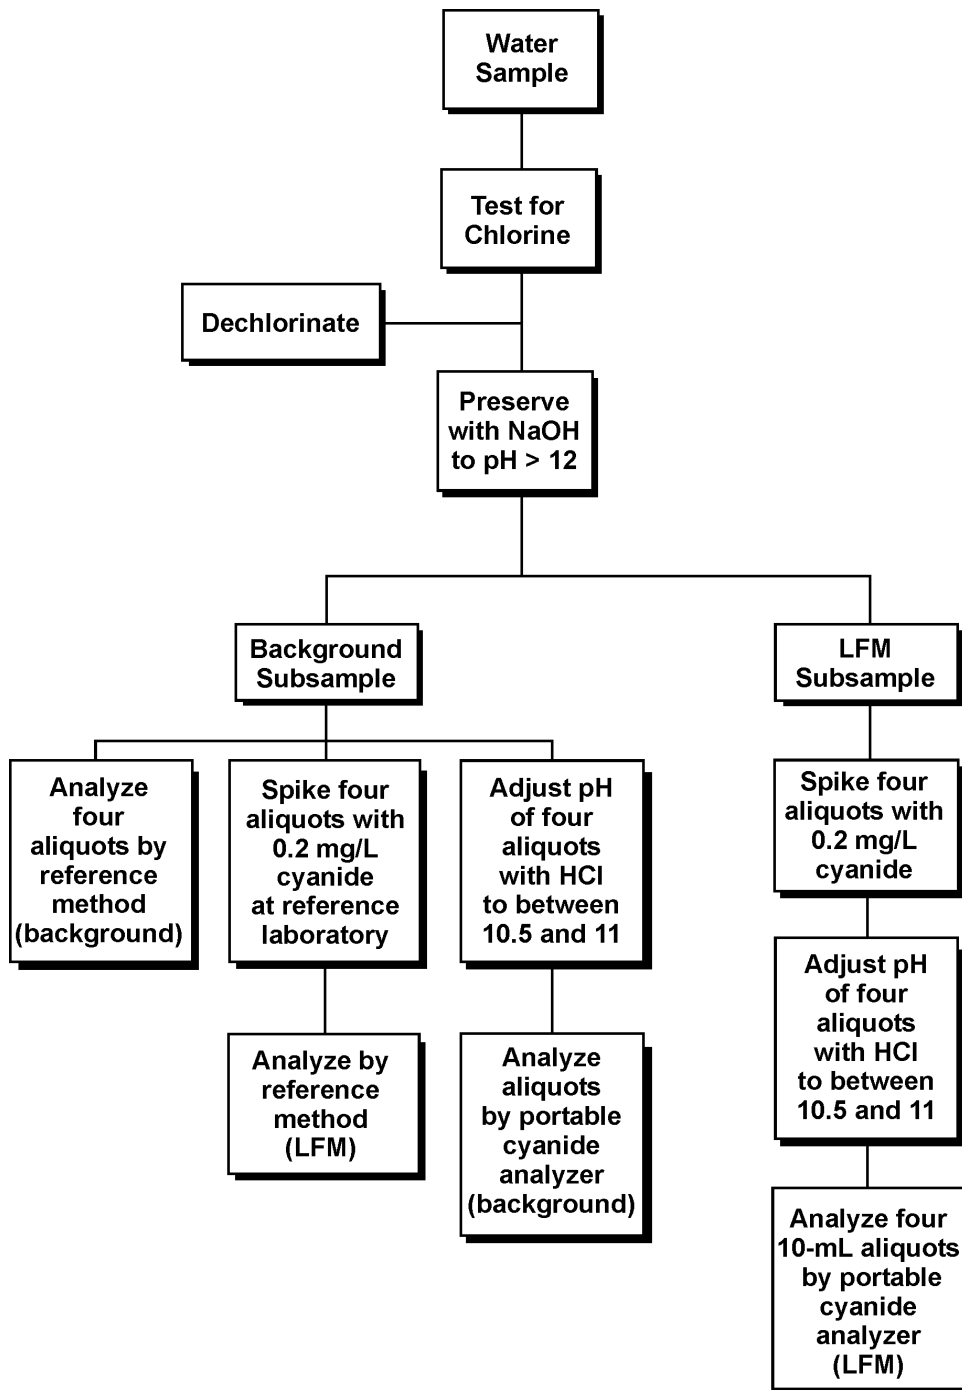 Water
Sample
Test for
Chlorine
Dechlorinate
Preserve
with NaOH
to pH > 12
Background
Subsample
LFM
Subsample
Analyze
four
aliquots by
reference
method
(background)
Spike four
aliquots with
0.2 mg/L
cyanide
at reference
laboratory
Adjust pH
of four
aliquots
with HCl
to between
10.5 and 11
Spike four
aliquots with
0.2 mg/L
cyanide
Analyze by
reference
method
(LFM)
Analyze
aliquots
by portable
cyanide
analyzer
(background)
Adjust pH
of four
aliquots
with HCl
to between
10.5 and 11
Analyze four
10-mL aliquots
by portable
cyanide
analyzer
(LFM)